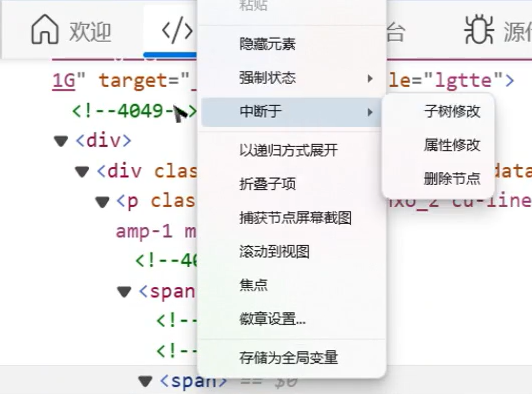 粘贴
欢迎
</>
台
源
隐藏元素
1G" target="_
le="lgtte">
强制状态
<!--4049-->
中断于
子树修改
<div>
以递归方式展开
属性修改
<div clas
data
折叠子项
删除节点
<p clas
xo_2 cu-line
捕获节点屏幕截图
amp-1 m
滚动到视图
<!--40
焦点
<span
<!--
徽章设置...
<!--
存储为全局变量
<span> == $0